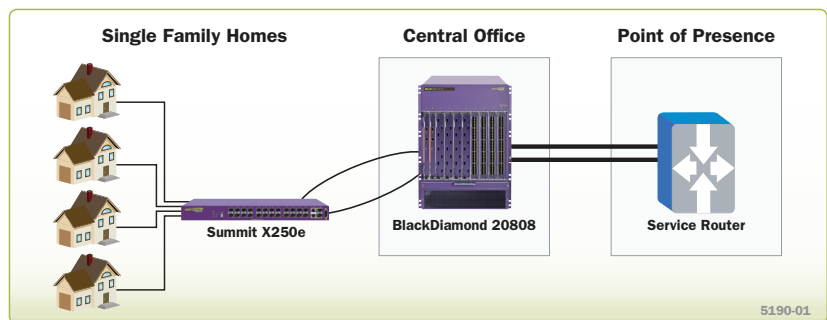 Single Family Homes
Central Office
Point of Presence
Summit X250e
BlackDiamond 20808
Service Router
5190-01